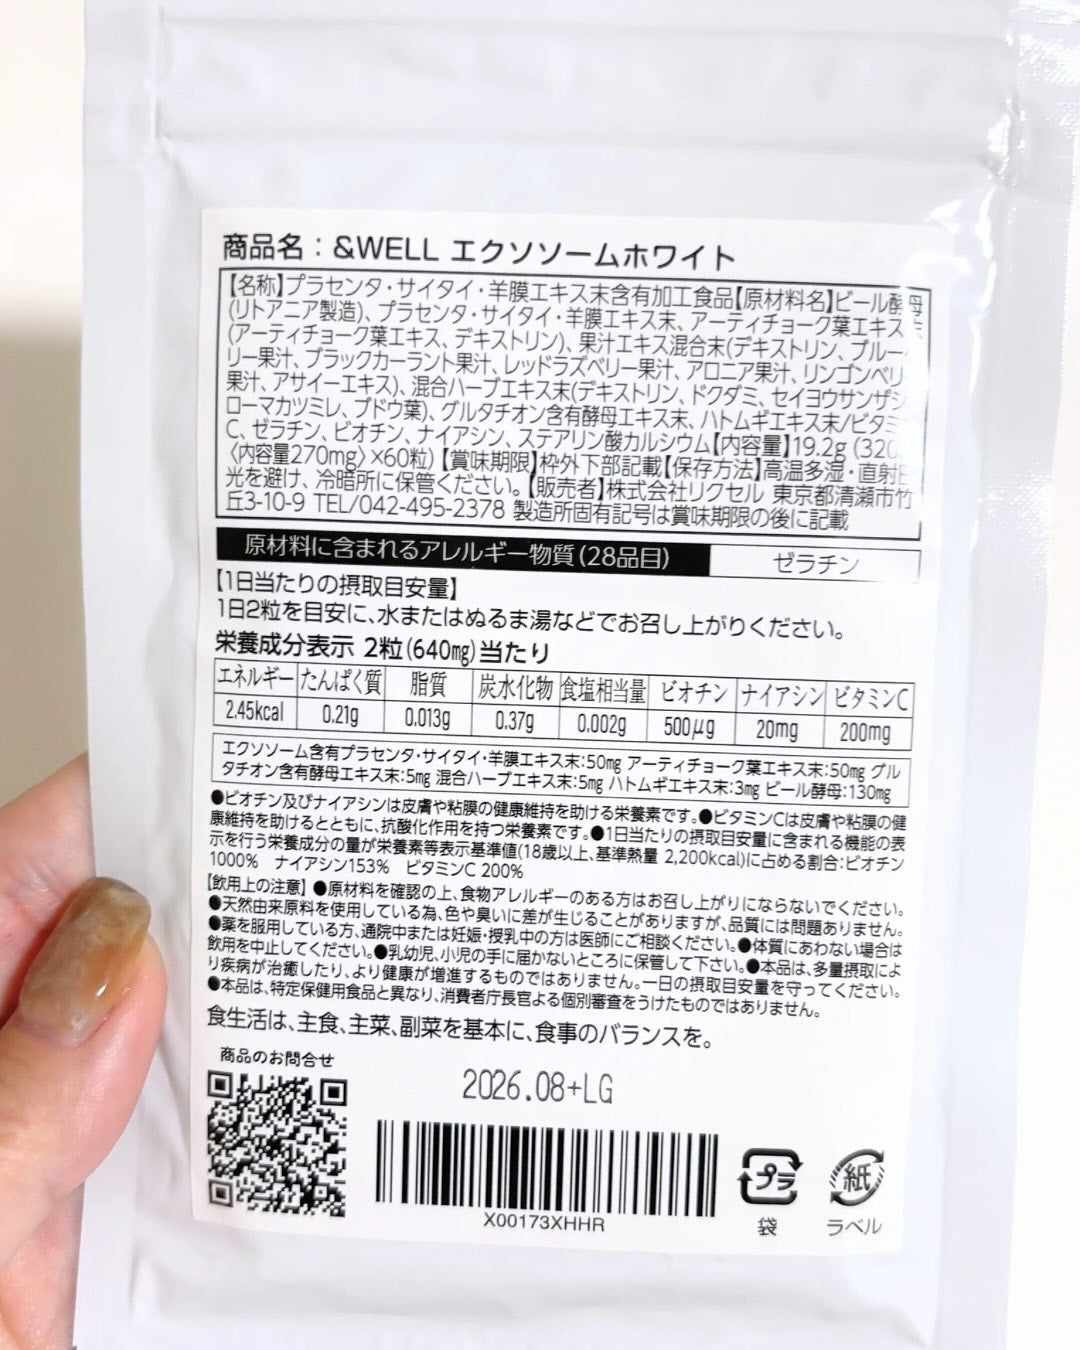 商品名：&WELL エクソソームホワイト
【名称】プラセンタ・サイタイ・羊膜エキス末含有加工食品【原材料名】ビール酵母
(リトアニア製造)、プラセンタ・サイタイ・羊膜エキス末、アーティチョーク葉エキス末
(アーティチョーク葉エキス、デキストリン)、果汁エキス混合末(デキストリン、ブルーベ
リー果汁、ブラックカーラント果汁、レッドラズベリー果汁、アロニア果汁、リンゴンベリー
果汁、アサイーエキス)、混合ハーブエキス末(デキストリン、ドクダミ、セイヨウサンザシ、
ローマカツミレ、ブドウ葉)、グルタチオン含有酵母エキス末、ハトムギエキス末/ビタミン
C、ゼラチン、ビオチン、ナイアシン、ステアリン酸カルシウム【内容量】19.2g (320
〈内容量270mg〉×60粒)【賞味期限】枠外下部記載【保存方法】高温多湿・直射日
光を避け、冷暗所に保管ください。【販売者】株式会社リクセル 東京都清瀬市竹
丘3-10-9 TEL/042-495-2378 製造所固有記号は賞味期限の後に記載
原材料に含まれるアレルギー物質(28品目) ゼラチン
【1日当たりの摂取目安量】
1日2粒を目安に、水またはぬるま湯などでお召し上がりください。
栄養成分表示 2粒(640mg)当たり
エネルギー たんぱく質 脂質 炭水化物 食塩相当量 ビオチン ナイアシン ビタミンC
2.45kcal 0.21g 0.013g 0.37g 0.002g 500μg 20mg 200mg
エクソソーム含有プラセンタ・サイタイ・羊膜エキス末:50mg アーティチョーク葉エキス末:50mg グル
タチオン含有酵母エキス末:5mg 混合ハーブエキス末:5mg ハトムギエキス末:3mg ビール酵母:130mg
●ビオチン及びナイアシンは皮膚や粘膜の健康維持を助ける栄養素です。●ビタミンCは皮膚や粘膜の健
康維持を助けるとともに、抗酸化作用を持つ栄養素です。●1日当たりの摂取目安量に含まれる機能の表
示を行う栄養成分の量が栄養素等表示基準値(18歳以上、基準熱量 2,200kcal)に占める割合:ビオチン
1000% ナイアシン153% ビタミンC 200%
【飲用上の注意】●原材料を確認の上、食物アレルギーのある方はお召し上がりにならないでください。
●天然由来原料を使用している為、色や臭いに差が生じることがありますが、品質には問題ありません。
●薬を服用している方、通院中または妊娠・授乳中の方は医師にご相談ください。●体質にあわない場合は
飲用を中止してください。●乳幼児、小児の手に届かないところに保管して下さい。●本品は、多量摂取によ
り疾病が治癒したり、より健康が増進するものではありません。一日の摂取目安量を守ってください。
●本品は、特定保健用食品と異なり、消費者庁長官よる個別審査をうけたものではありません。
食生活は、主食、主菜、副菜を基本に、食事のバランスを。
商品のお問合せ
2026.08+LG
X00173XHHR
プラ
袋
紙
ラベル